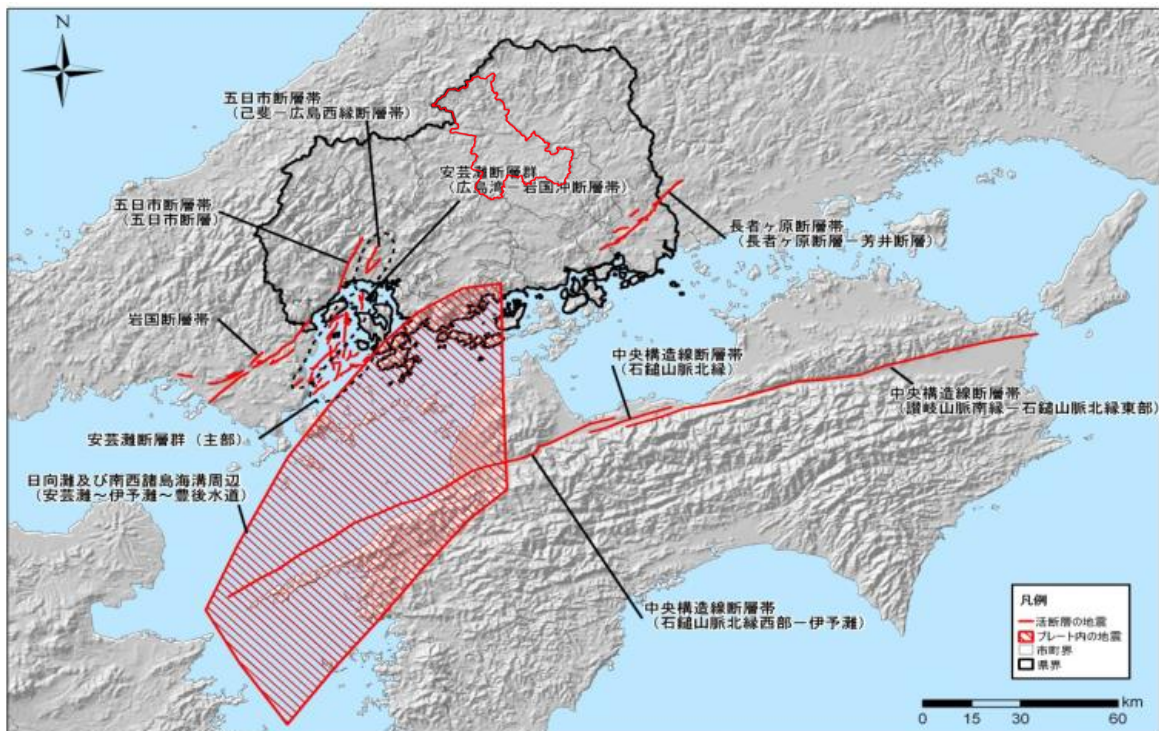 N
五日市断層帯
（己斐－広島西縁断層帯）
安芸灘断層群
（広島湾－岩国沖断層帯）
五日市断層帯
（五日市断層）
長者ヶ原断層帯
（長者ヶ原断層－芳井断層）
岩国断層帯
中央構造線断層帯
（石鎚山脈北縁）
中央構造線断層帯
（讃岐山脈南縁－石鎚山脈北縁東部）
安芸灘断層群（主部）
日向灘及び南西諸島海溝周辺
（安芸灘～伊予灘～豊後水道）
中央構造線断層帯
（石鎚山脈北縁西部－伊予灘）
凡例
活断層の地震
プレート内の地震
市町界
県界
km
0 15 30 60